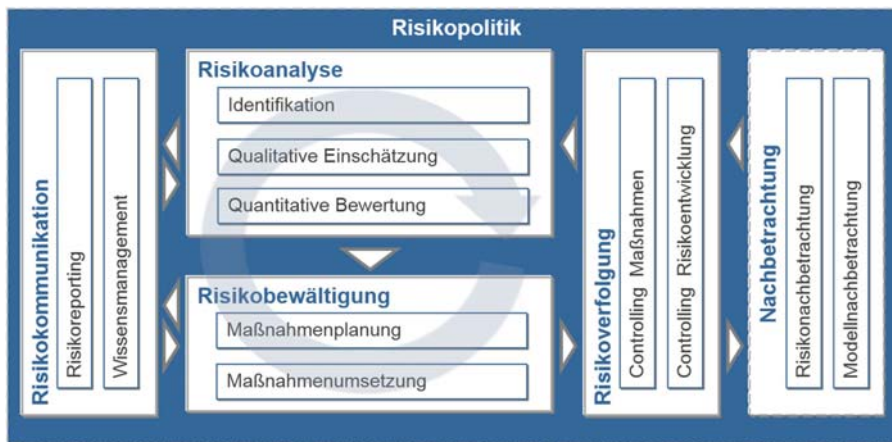 Risikopolitik
Risikokommunikation
Risikoreporting
Wissensmanagement
Risikoanalyse
Identifikation
Qualitative Einschätzung
Quantitative Bewertung
Risikobewältigung
Maßnahmenplanung
Maßnahmenumsetzung
Risikoverfolgung
Controlling Maßnahmen
Controlling Risikoentwicklung
Nachbetrachtung
Risikonachbetrachtung
Modellnachbetrachtung